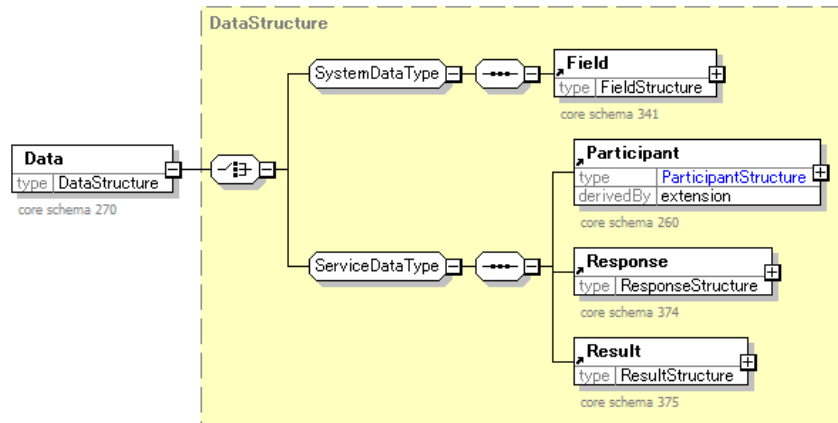 DataStructure
SystemDataType
Field
type FieldStructure
core schema 341
Data
type DataStructure
core schema 270
Participant
type ParticipantStructure
derivedBy extension
core schema 260
ServiceDataType
Response
type ResponseStructure
core schema 374
Result
type ResultStructure
core schema 375